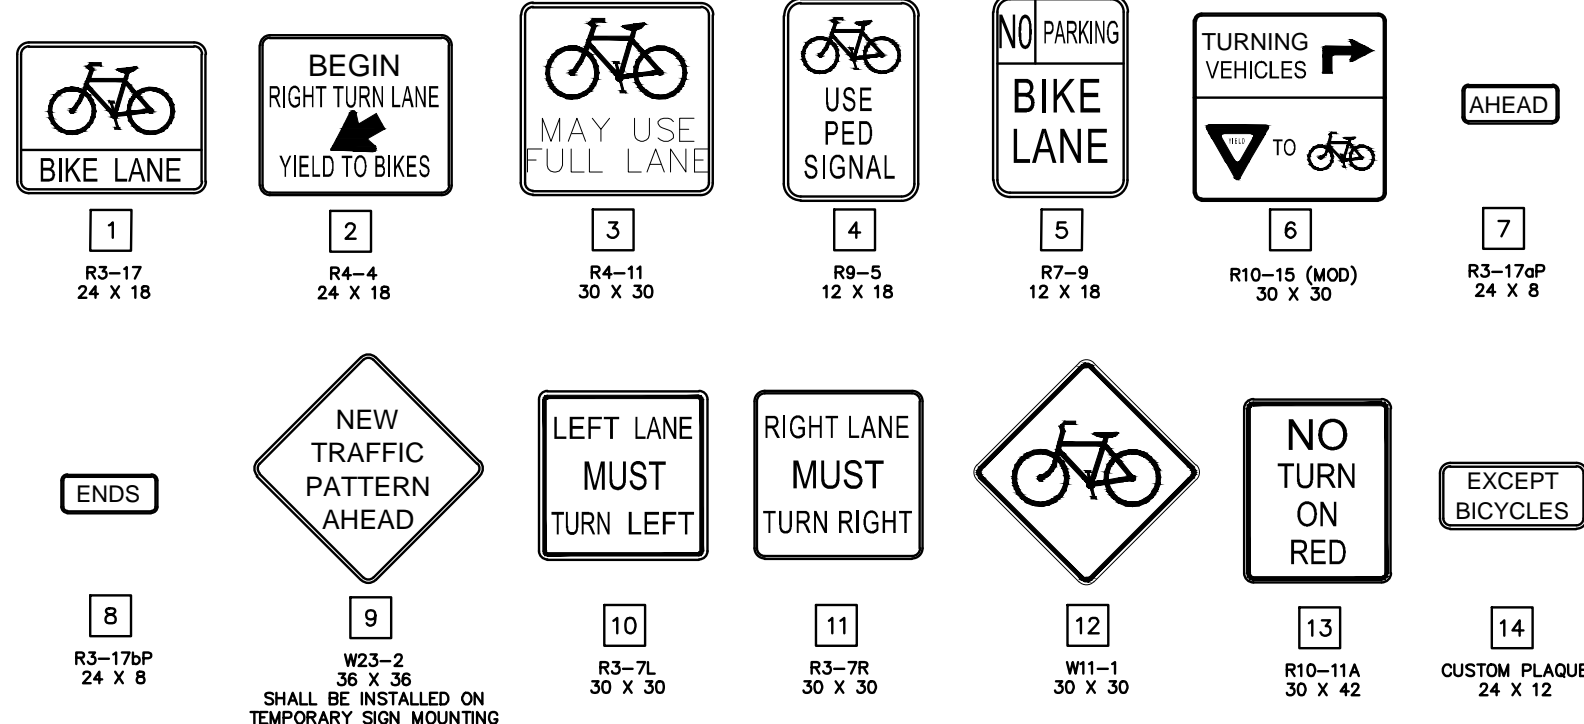 BIKE LANE
1
R3-17
24 X 18
BEGIN
RIGHT TURN LANE
YIELD TO BIKES
2
R4-4
24 X 18
MAY USE
FULL LANE
3
R4-11
30 X 30
USE
PED
SIGNAL
4
R9-5
12 X 18
NO PARKING
BIKE
LANE
5
R7-9
12 X 18
TURNING
VEHICLES
YIELD
TO
6
R10-15 (MOD)
30 X 30
AHEAD
7
R3-17aP
24 X 8
ENDS
8
R3-17bP
24 X 8
NEW
TRAFFIC
PATTERN
AHEAD
9
W23-2
36 X 36
SHALL BE INSTALLED ON
TEMPORARY SIGN MOUNTING
LEFT LANE
MUST
TURN LEFT
10
R3-7L
30 X 30
RIGHT LANE
MUST
TURN RIGHT
11
R3-7R
30 X 30
12
W11-1
30 X 30
NO
TURN
ON
RED
13
R10-11A
30 X 42
EXCEPT
BICYCLES
14
CUSTOM PLAQUE
24 X 12